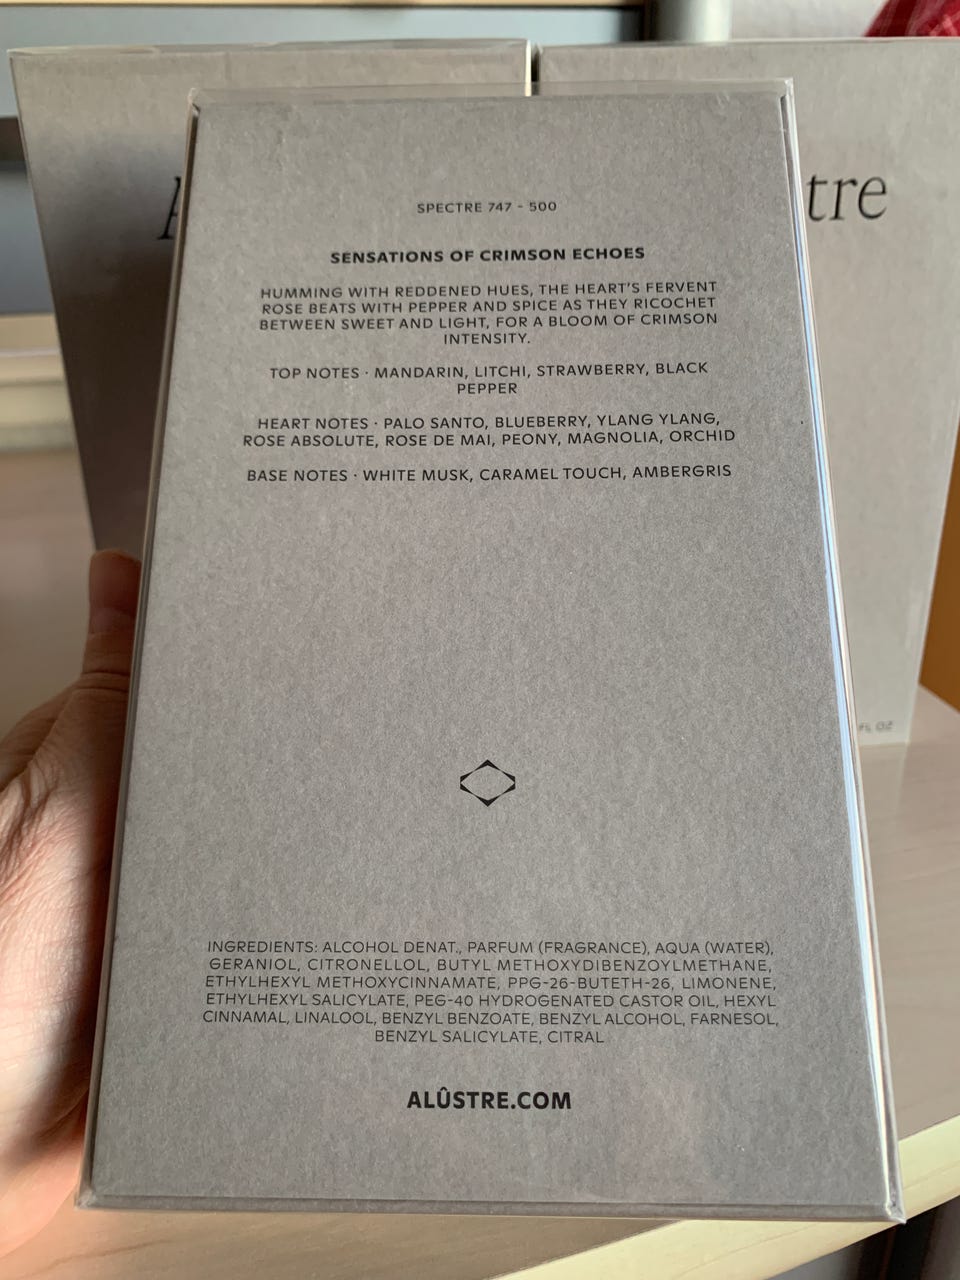 tre
SPECTRE 747 - 500
SENSATIONS OF CRIMSON ECHOES
HUMMING WITH REDDENED HUES, THE HEART'S FERVENT
ROSE BEATS WITH PEPPER AND SPICE AS THEY RICOCHET
BETWEEN SWEET AND LIGHT, FOR A BLOOM OF CRIMSON
INTENSITY.
TOP NOTES · MANDARIN, LITCHI, STRAWBERRY, BLACK
PEPPER
HEART NOTES · PALO SANTO, BLUEBERRY, YLANG YLANG,
ROSE ABSOLUTE, ROSE DE MAI, PEONY, MAGNOLIA, ORCHID
BASE NOTES · WHITE MUSK, CARAMEL TOUCH, AMBERGRIS
FL OZ
INGREDIENTS: ALCOHOL DENAT., PARFUM (FRAGRANCE), AQUA (WATER),
GERANIOL, CITRONELLOL, BUTYL METHOXYDIBENZOYLMETHANE,
ETHYLHEXYL METHOXYCINNAMATE, PPG-26-BUTETH-26, LIMONENE,
ETHYLHEXYL SALICYLATE, PEG-40 HYDROGENATED CASTOR OIL, HEXYL
CINNAMAL, LINALOOL, BENZYL BENZOATE, BENZYL ALCOHOL, FARNESOL,
BENZYL SALICYLATE, CITRAL
ALÛSTRE.COM